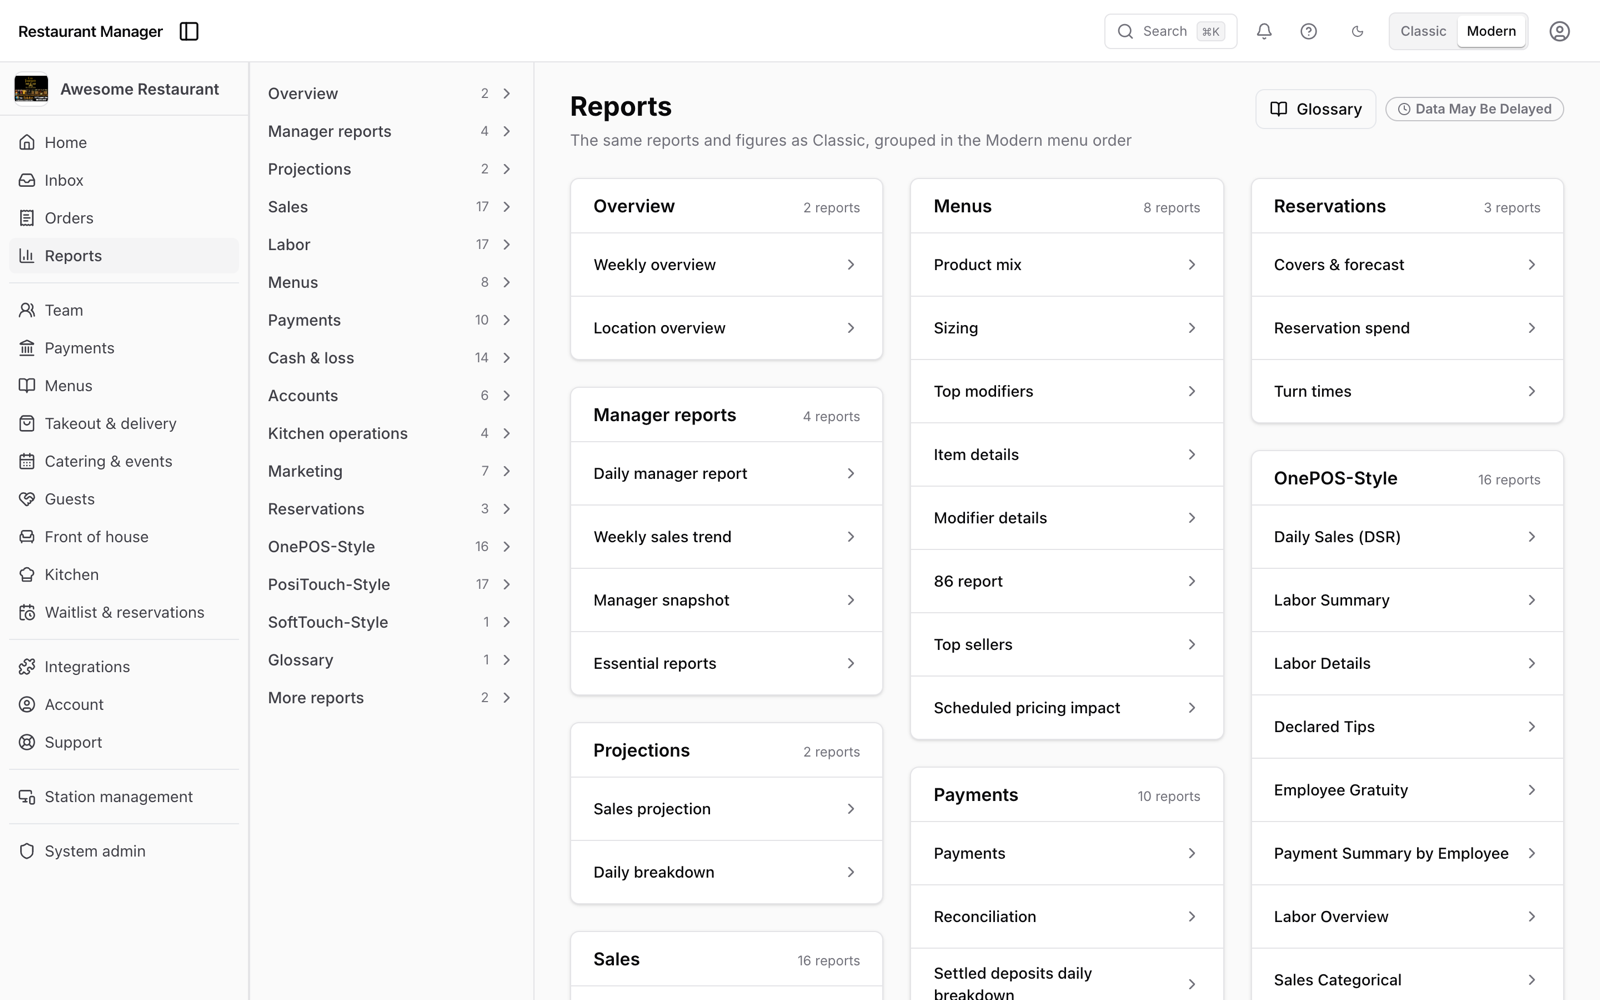 Restaurant Manager
Search ⌘K
Classic Modern
Awesome Restaurant
Home
Inbox
Orders
Reports
Team
Payments
Menus
Takeout & delivery
Catering & events
Guests
Front of house
Kitchen
Waitlist & reservations
Integrations
Account
Support
Station management
System admin
Overview 2
Manager reports 4
Projections 2
Sales 17
Labor 17
Menus 8
Payments 10
Cash & loss 14
Accounts 6
Kitchen operations 4
Marketing 7
Reservations 3
OnePOS-Style 16
PosiTouch-Style 17
SoftTouch-Style 1
Glossary 1
More reports 2
Reports
The same reports and figures as Classic, grouped in the Modern menu order
Glossary
Data May Be Delayed
Overview 2 reports
Weekly overview
Location overview
Manager reports 4 reports
Daily manager report
Weekly sales trend
Manager snapshot
Essential reports
Projections 2 reports
Sales projection
Daily breakdown
Sales 16 reports
Menus 8 reports
Product mix
Sizing
Top modifiers
Item details
Modifier details
86 report
Top sellers
Scheduled pricing impact
Payments 10 reports
Payments
Reconciliation
Settled deposits daily
breakdown
Reservations 3 reports
Covers & forecast
Reservation spend
Turn times
OnePOS-Style 16 reports
Daily Sales (DSR)
Labor Summary
Labor Details
Declared Tips
Employee Gratuity
Payment Summary by Employee
Labor Overview
Sales Categorical